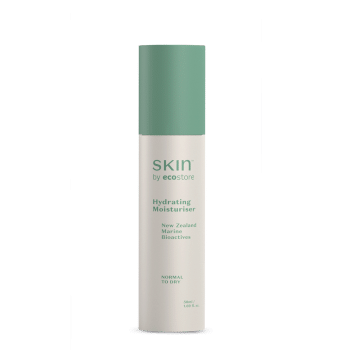 SKIN
by ecostore
Hydrating
Moisturiser
New Zealand
Marine
Bioactives
NORMAL
TO DRY